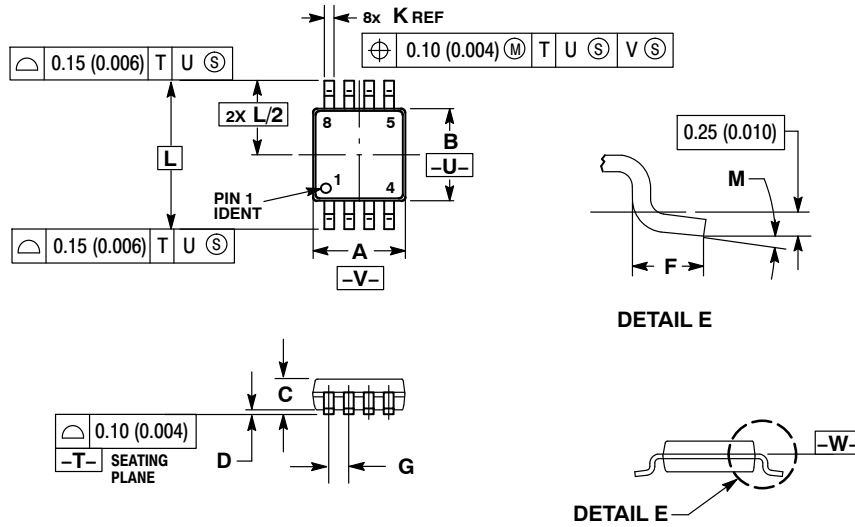 8x K REF
⌖ 0.10 (0.004) Ⓜ T U Ⓢ V Ⓢ
⌓ 0.15 (0.006) T U Ⓢ
2X L/2
L
8 5
B
–U–
PIN 1
IDENT
1 4
⌓ 0.15 (0.006) T U Ⓢ
A
–V–
0.25 (0.010)
M
F
DETAIL E
C
⌓ 0.10 (0.004)
–T– SEATING
PLANE
D
G
–W–
DETAIL E